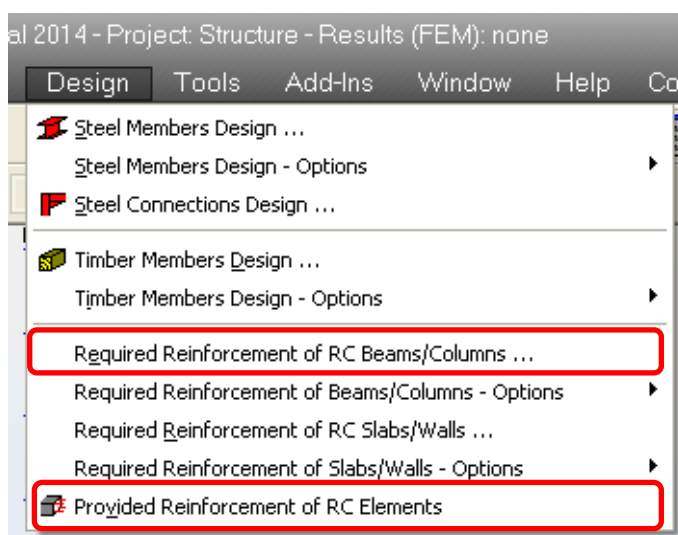 al 2014 - Project: Structure - Results (FEM): none
Design Tools Add-Ins Window Help Co
Steel Members Design ...
Steel Members Design - Options
Steel Connections Design ...
Timber Members Design ...
Timber Members Design - Options
Required Reinforcement of RC Beams/Columns ...
Required Reinforcement of Beams/Columns - Options
Required Reinforcement of RC Slabs/Walls ...
Required Reinforcement of Slabs/Walls - Options
Provided Reinforcement of RC Elements